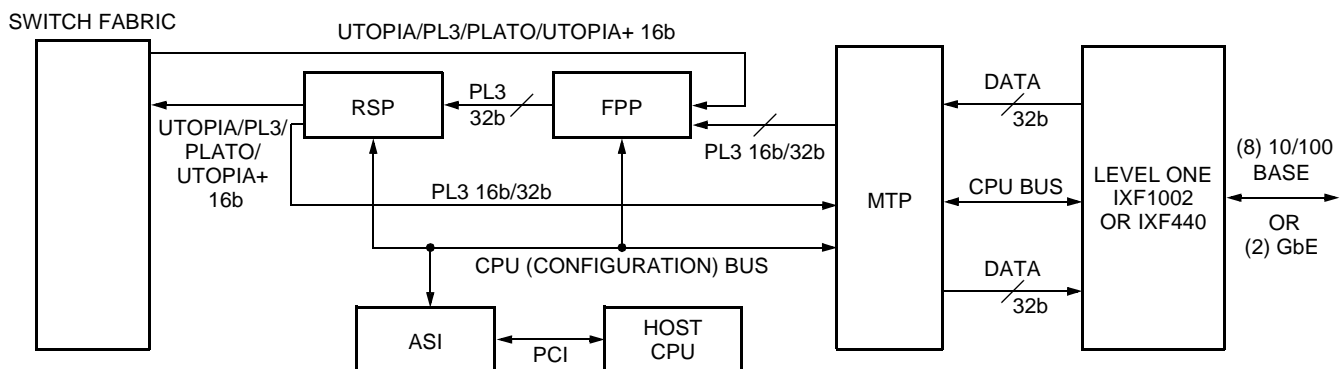 SWITCH FABRIC
UTOPIA/PL3/PLATO/UTOPIA+ 16b
RSP
PL3
32b
FPP
PL3 16b/32b
UTOPIA/PL3/
PLATO/
UTOPIA+
16b
PL3 16b/32b
CPU (CONFIGURATION) BUS
ASI
PCI
HOST
CPU
MTP
DATA
32b
CPU BUS
DATA
32b
LEVEL ONE
IXF1002
OR IXF440
(8) 10/100
BASE
OR
(2) GbE